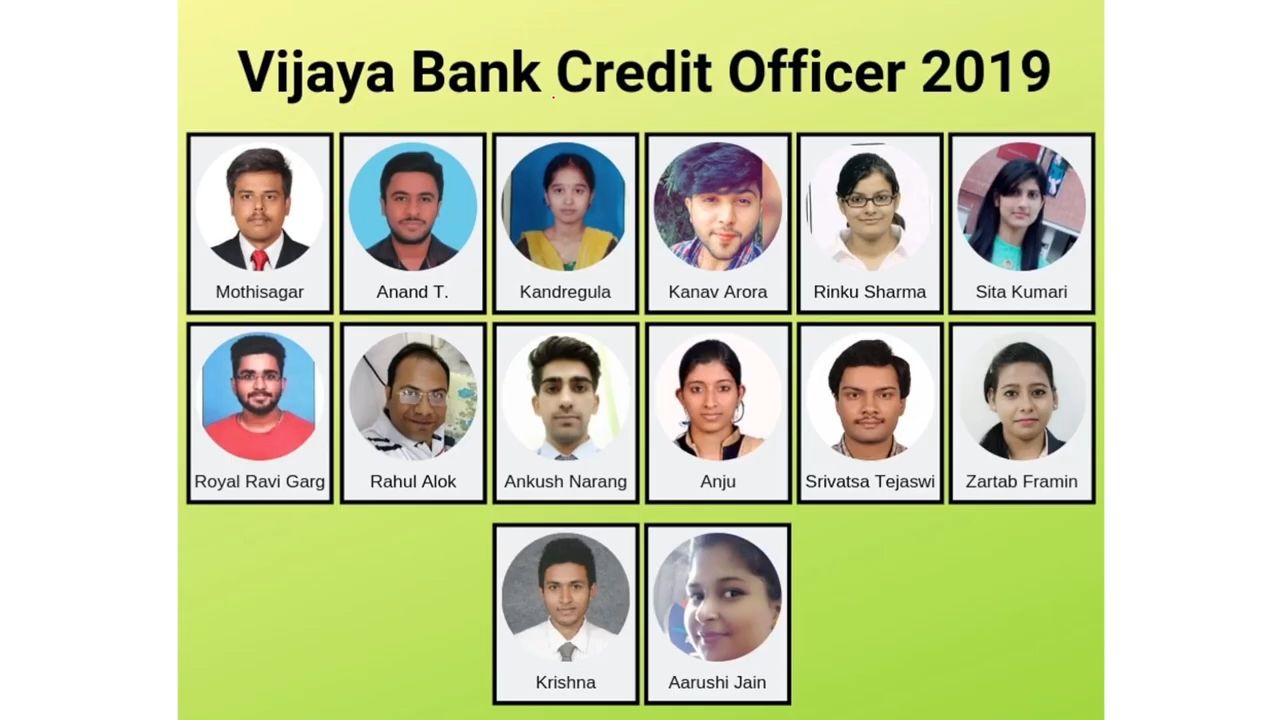 Vijaya Bank Credit Officer 2019
Mothisagar
Anand T.
Kandregula
Kanav Arora
Rinku Sharma
Sita Kumari
Royal Ravi Garg
Rahul Alok
Ankush Narang
Anju
Srivatsa Tejaswi
Zartab Framin
Krishna
Aarushi Jain